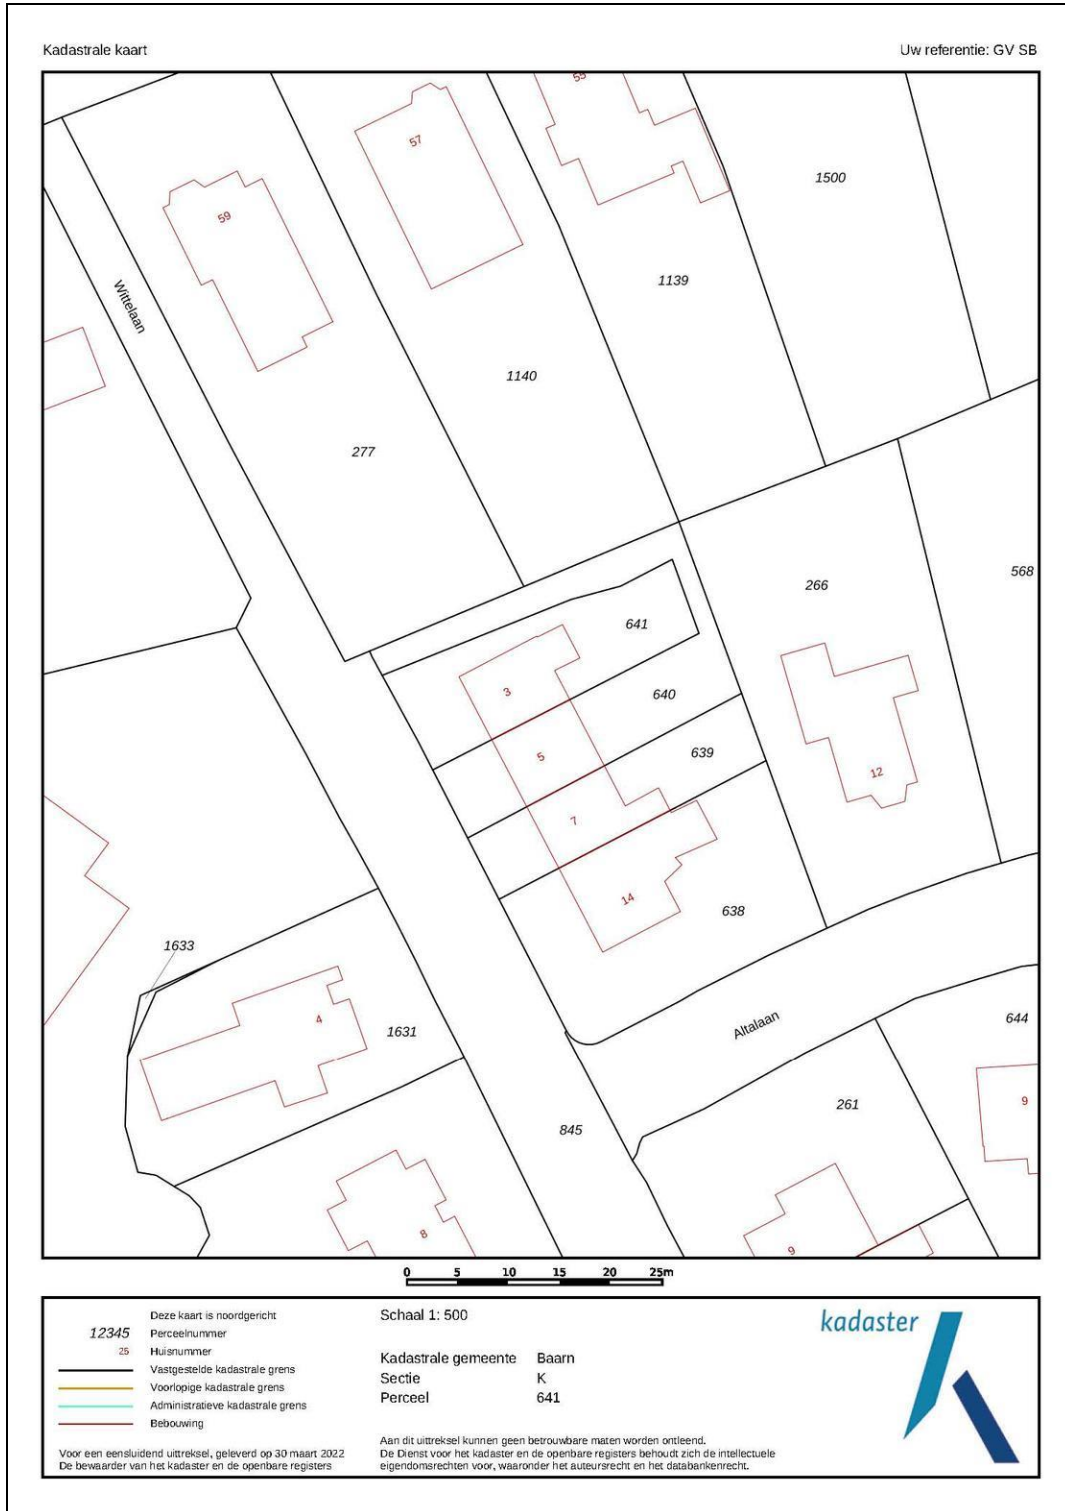 Kadastrale kaart
Uw referentie: GV SB
55
57
1500
59
1139
Wittelaan
1140
277
568
266
641
3
640
5
639
12
7
14
638
1633
4
1631
Altalaan
644
261
9
845
8
9
0 5 10 15 20 25m
Deze kaart is noordgericht
12345 Perceelnummer
25 Huisnummer
Vastgestelde kadastrale grens
Voorlopige kadastrale grens
Administratieve kadastrale grens
Bebouwing
Voor een eensluidend uittreksel, geleverd op 30 maart 2022
De bewaarder van het kadaster en de openbare registers
Schaal 1: 500
Kadastrale gemeente Baarn
Sectie K
Perceel 641
Aan dit uittreksel kunnen geen betrouwbare maten worden ontleend.
De Dienst voor het kadaster en de openbare registers behoudt zich de intellectuele
eigendomsrechten voor, waaronder het auteursrecht en het databankenrecht.
kadaster